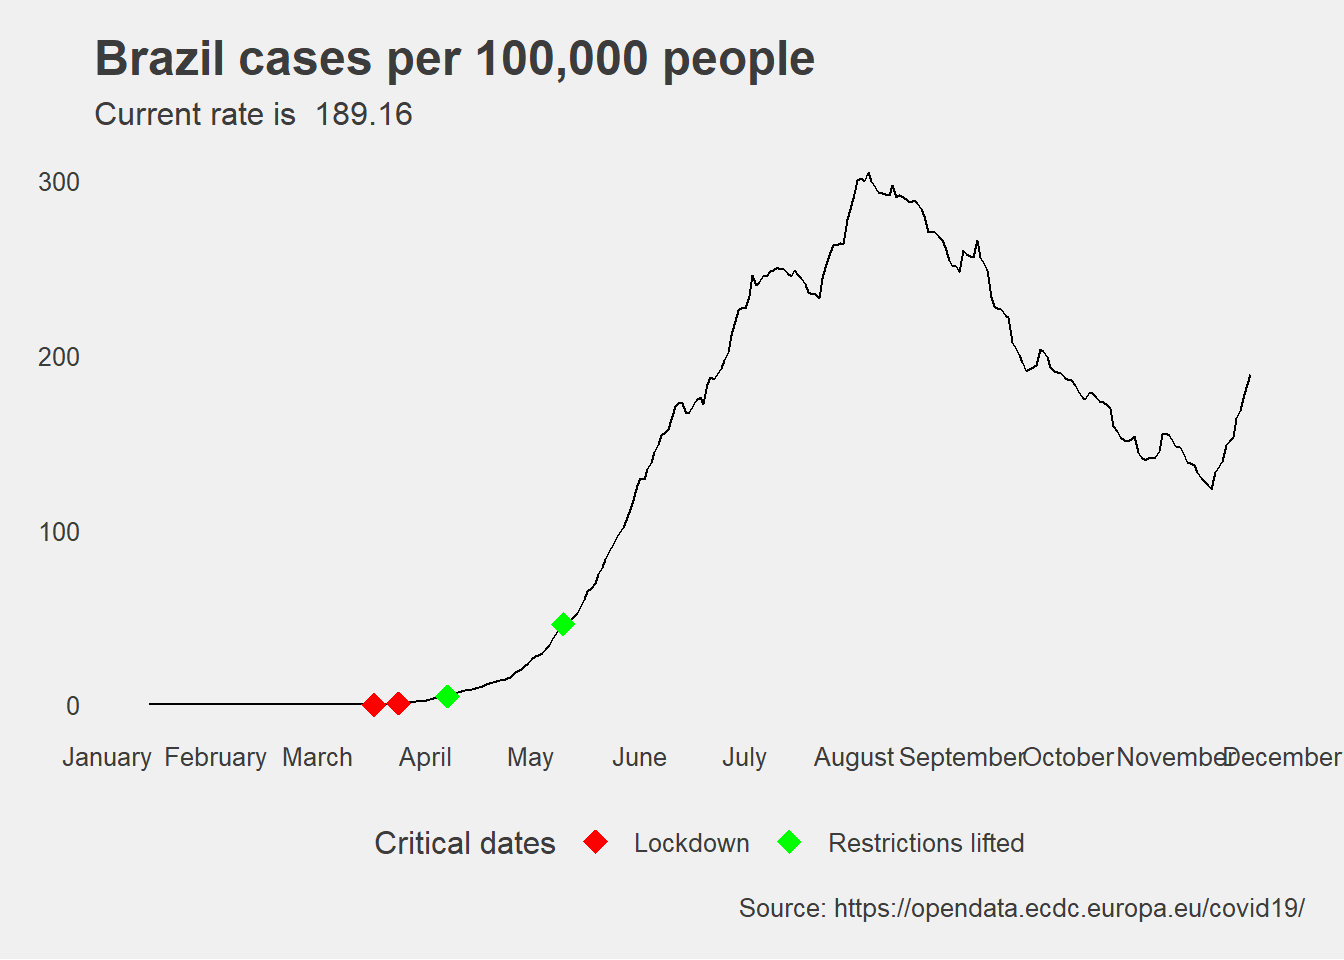 Brazil cases per 100,000 people
Current rate is  189.16
300
200
100
0
January February March April May June July August September October November December
Critical dates Lockdown Restrictions lifted
Source: https://opendata.ecdc.europa.eu/covid19/